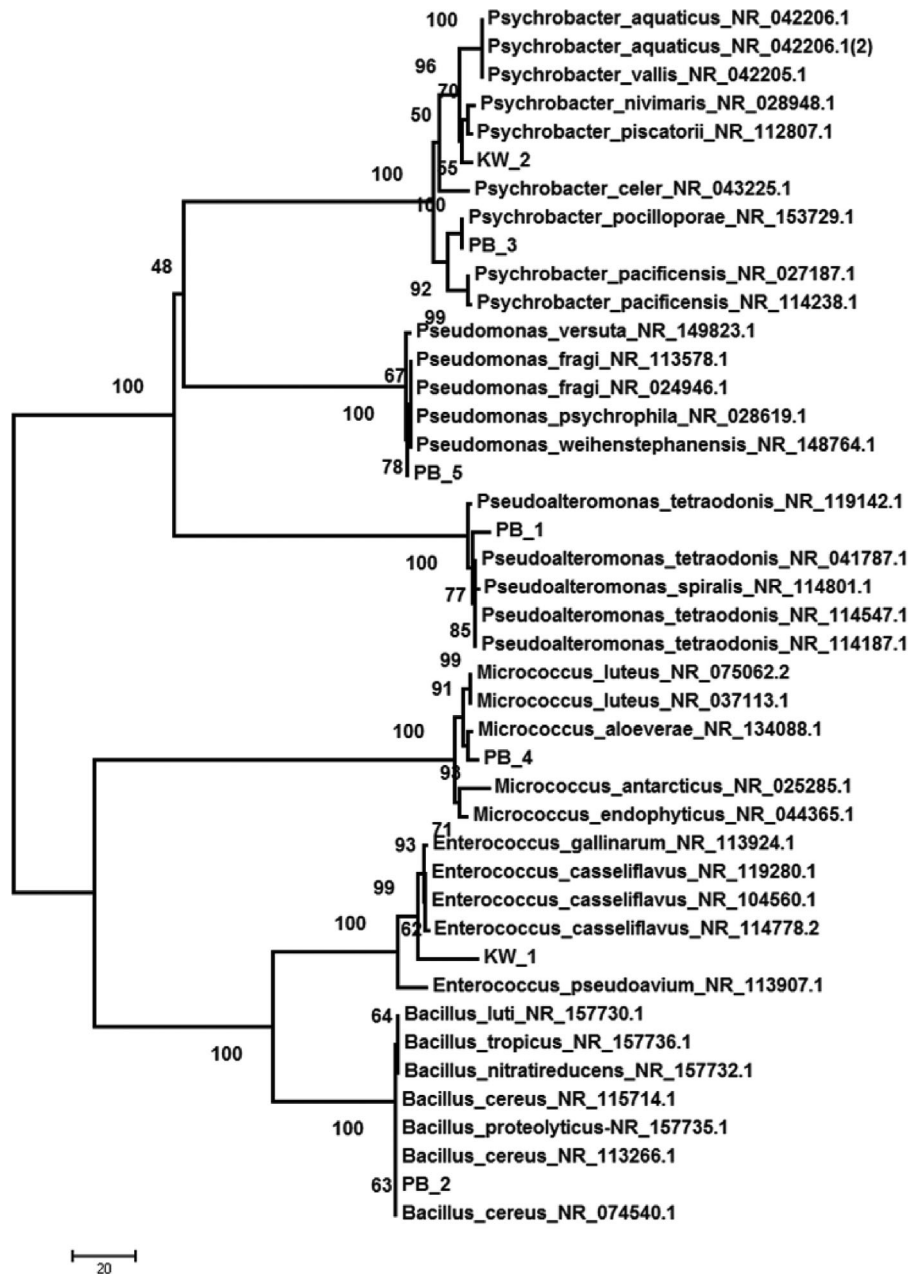 100
Psychrobacter_aquaticus_NR_042206.1
Psychrobacter_aquaticus_NR_042206.1(2)
96
Psychrobacter_vallis_NR_042205.1
70
Psychrobacter_nivimaris_NR_028948.1
50
Psychrobacter_piscatorii_NR_112807.1
KW_2
100
55
Psychrobacter_celer_NR_043225.1
100
Psychrobacter_pocilloporae_NR_153729.1
PB_3
48
Psychrobacter_pacificensis_NR_027187.1
92
Psychrobacter_pacificensis_NR_114238.1
99
Pseudomonas_versuta_NR_149823.1
Pseudomonas_fragi_NR_113578.1
67
100
Pseudomonas_fragi_NR_024946.1
100
Pseudomonas_psychrophila_NR_028619.1
Pseudomonas_weihenstephanensis_NR_148764.1
78
PB_5
Pseudoalteromonas_tetraodonis_NR_119142.1
PB_1
100
Pseudoalteromonas_tetraodonis_NR_041787.1
Pseudoalteromonas_spiralis_NR_114801.1
77
Pseudoalteromonas_tetraodonis_NR_114547.1
85
Pseudoalteromonas_tetraodonis_NR_114187.1
99
Micrococcus_luteus_NR_075062.2
91
Micrococcus_luteus_NR_037113.1
100
Micrococcus_aloeverae_NR_134088.1
PB_4
93
Micrococcus_antarcticus_NR_025285.1
Micrococcus_endophyticus_NR_044365.1
71
93
Enterococcus_gallinarum_NR_113924.1
Enterococcus_casseliflavus_NR_119280.1
99
Enterococcus_casseliflavus_NR_104560.1
100
62
Enterococcus_casseliflavus_NR_114778.2
KW_1
Enterococcus_pseudoavium_NR_113907.1
64
Bacillus_luti_NR_157730.1
Bacillus_tropicus_NR_157736.1
100
Bacillus_nitratireducens_NR_157732.1
Bacillus_cereus_NR_115714.1
100
Bacillus_proteolyticus-NR_157735.1
Bacillus_cereus_NR_113266.1
63
PB_2
Bacillus_cereus_NR_074540.1
20